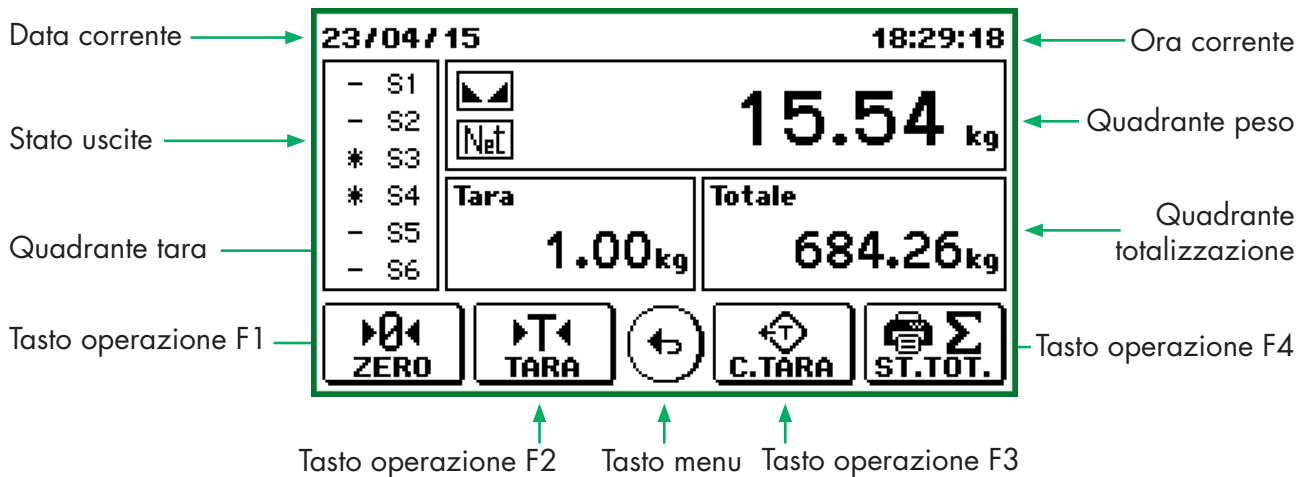 Data corrente
23/04/15
18:29:18
Ora corrente
Stato uscite
- S1
- S2
* S3
* S4
- S5
- S6
Net
15.54 kg
Quadrante peso
Quadrante tara
Tara
1.00kg
Totale
684.26kg
Quadrante
totalizzazione
Tasto operazione F1
0
ZERO
T
TARA
T
C.TARA
Σ
ST.TOT.
Tasto operazione F4
Tasto operazione F2
Tasto menu
Tasto operazione F3